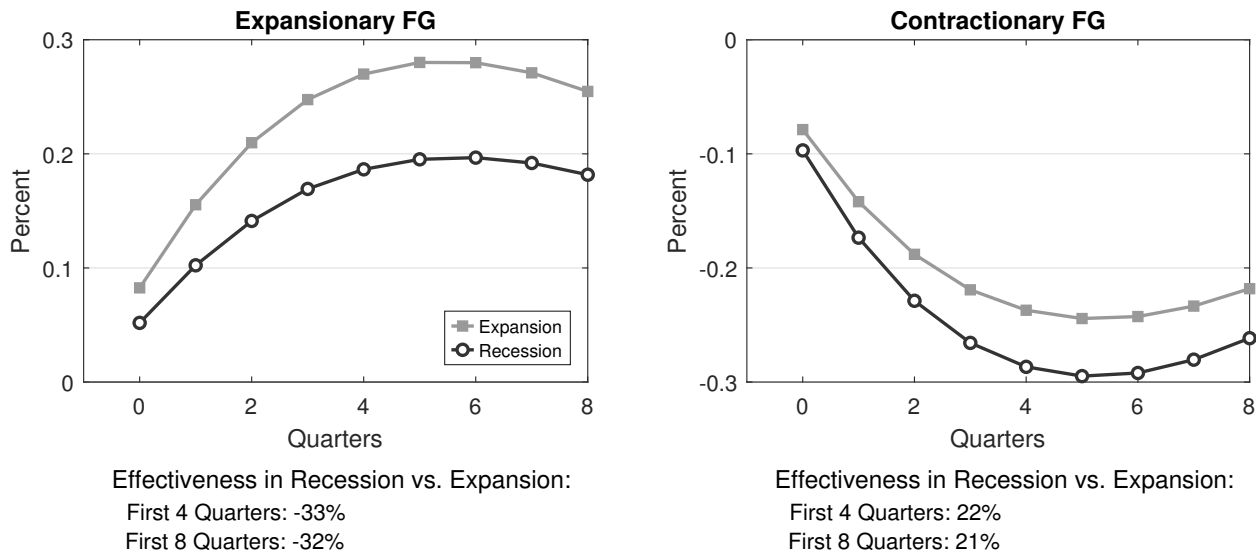 Expansionary FG
Percent
0.3
0.2
0.1
0
0 2 4 6 8
Quarters
Expansion
Recession
Effectiveness in Recession vs. Expansion:
First 4 Quarters: -33%
First 8 Quarters: -32%
Contractionary FG
Percent
0
-0.1
-0.2
-0.3
0 2 4 6 8
Quarters
Effectiveness in Recession vs. Expansion:
First 4 Quarters: 22%
First 8 Quarters: 21%